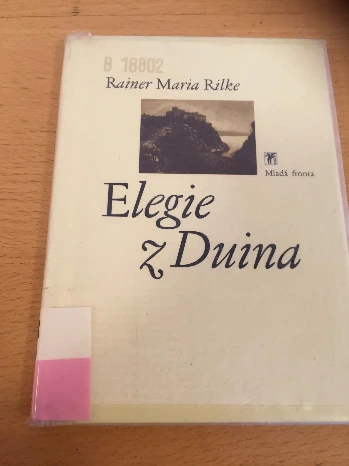 B 18802
Rainer Maria Rilke
Mladá fronta
Elegie
z Duina